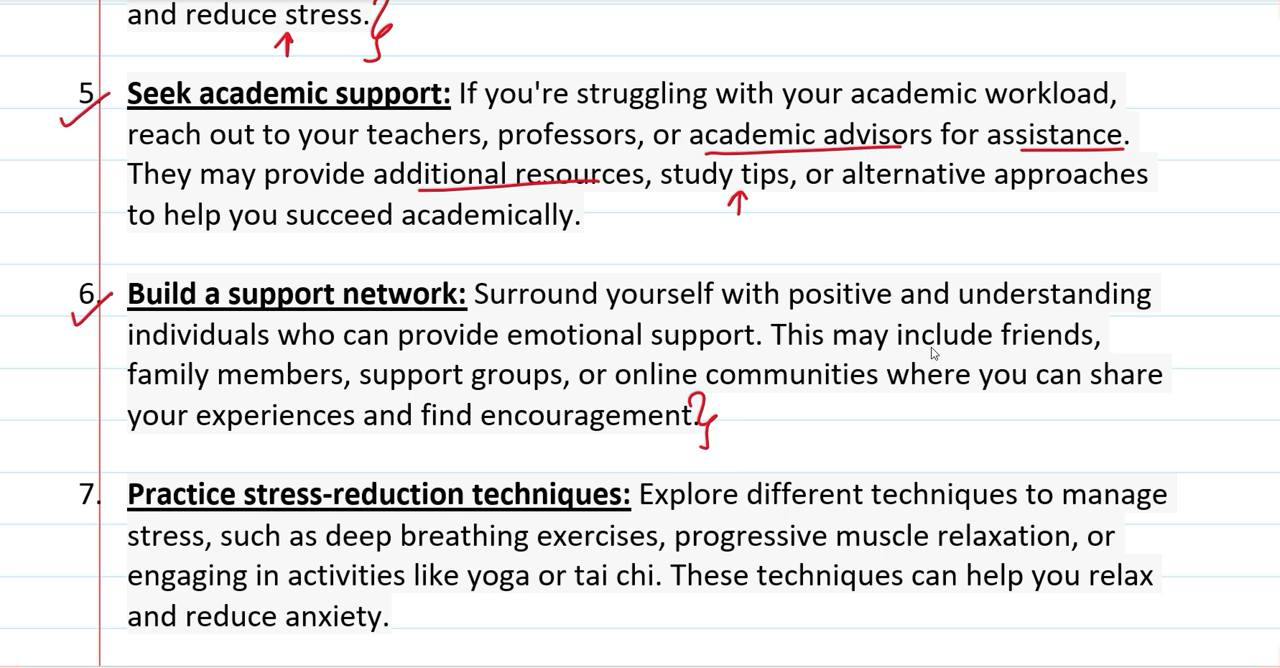 and reduce stress.
5. Seek academic support: If you're struggling with your academic workload,
reach out to your teachers, professors, or academic advisors for assistance.
They may provide additional resources, study tips, or alternative approaches
to help you succeed academically.
6. Build a support network: Surround yourself with positive and understanding
individuals who can provide emotional support. This may include friends,
family members, support groups, or online communities where you can share
your experiences and find encouragement.
7. Practice stress-reduction techniques: Explore different techniques to manage
stress, such as deep breathing exercises, progressive muscle relaxation, or
engaging in activities like yoga or tai chi. These techniques can help you relax
and reduce anxiety.